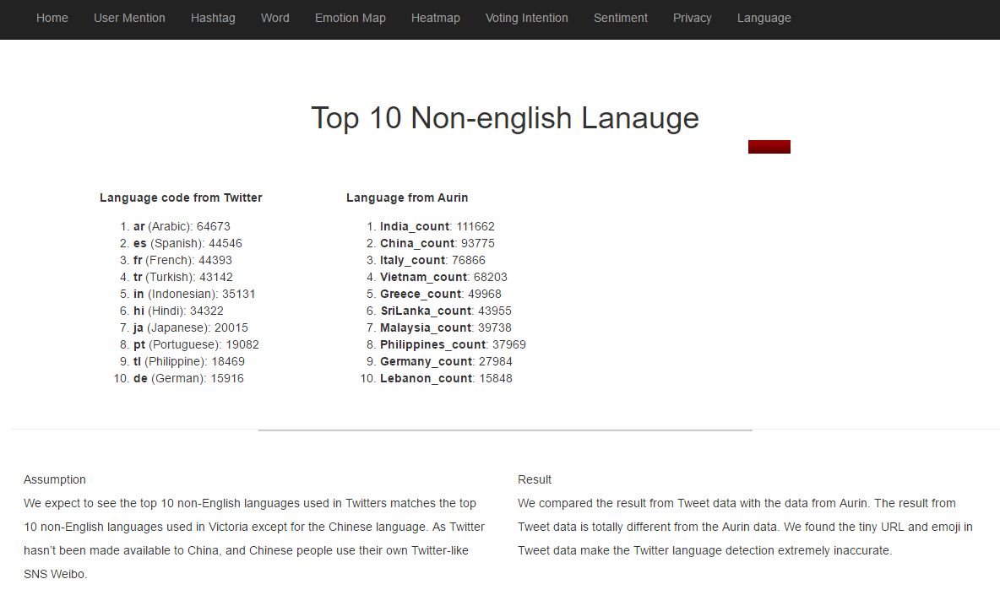 Home User Mention Hashtag Word Emotion Map Heatmap Voting Intention Sentiment Privacy Language
Top 10 Non-english Lanauge
Language code from Twitter
1. ar (Arabic): 64673
2. es (Spanish): 44546
3. fr (French): 44393
4. tr (Turkish): 43142
5. in (Indonesian): 35131
6. hi (Hindi): 34322
7. ja (Japanese): 20015
8. pt (Portuguese): 19082
9. tl (Philippine): 18469
10. de (German): 15916
Language from Aurin
1. India_count: 111662
2. China_count: 93775
3. Italy_count: 76866
4. Vietnam_count: 68203
5. Greece_count: 49968
6. SriLanka_count: 43955
7. Malaysia_count: 39738
8. Philippines_count: 37969
9. Germany_count: 27984
10. Lebanon_count: 15848
Assumption
We expect to see the top 10 non-English languages used in Twitters matches the top
10 non-English languages used in Victoria except for the Chinese language. As Twitter
hasn't been made available to China, and Chinese people use their own Twitter-like
SNS Weibo.
Result
We compared the result from Tweet data with the data from Aurin. The result from
Tweet data is totally different from the Aurin data. We found the tiny URL and emoji in
Tweet data make the Twitter language detection extremely inaccurate.